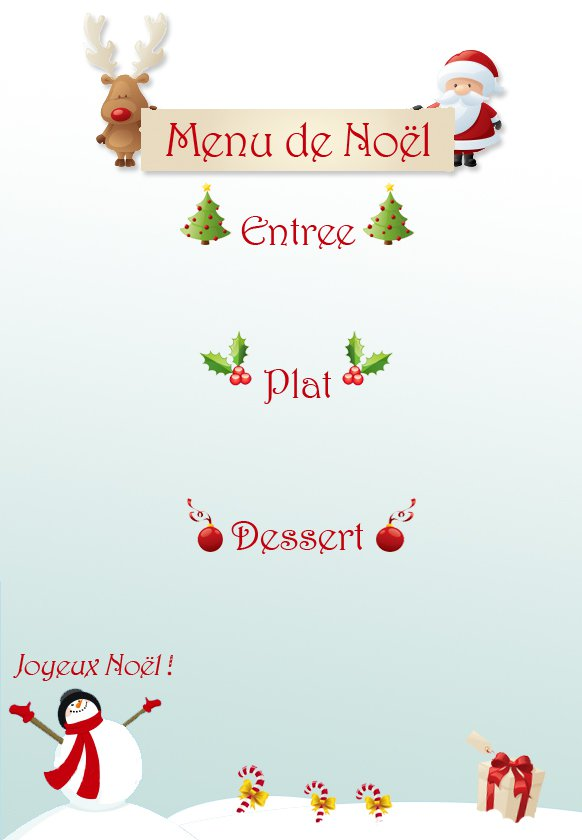 Menu de Noël
Entree
Plat
Dessert
Joyeux Noël !